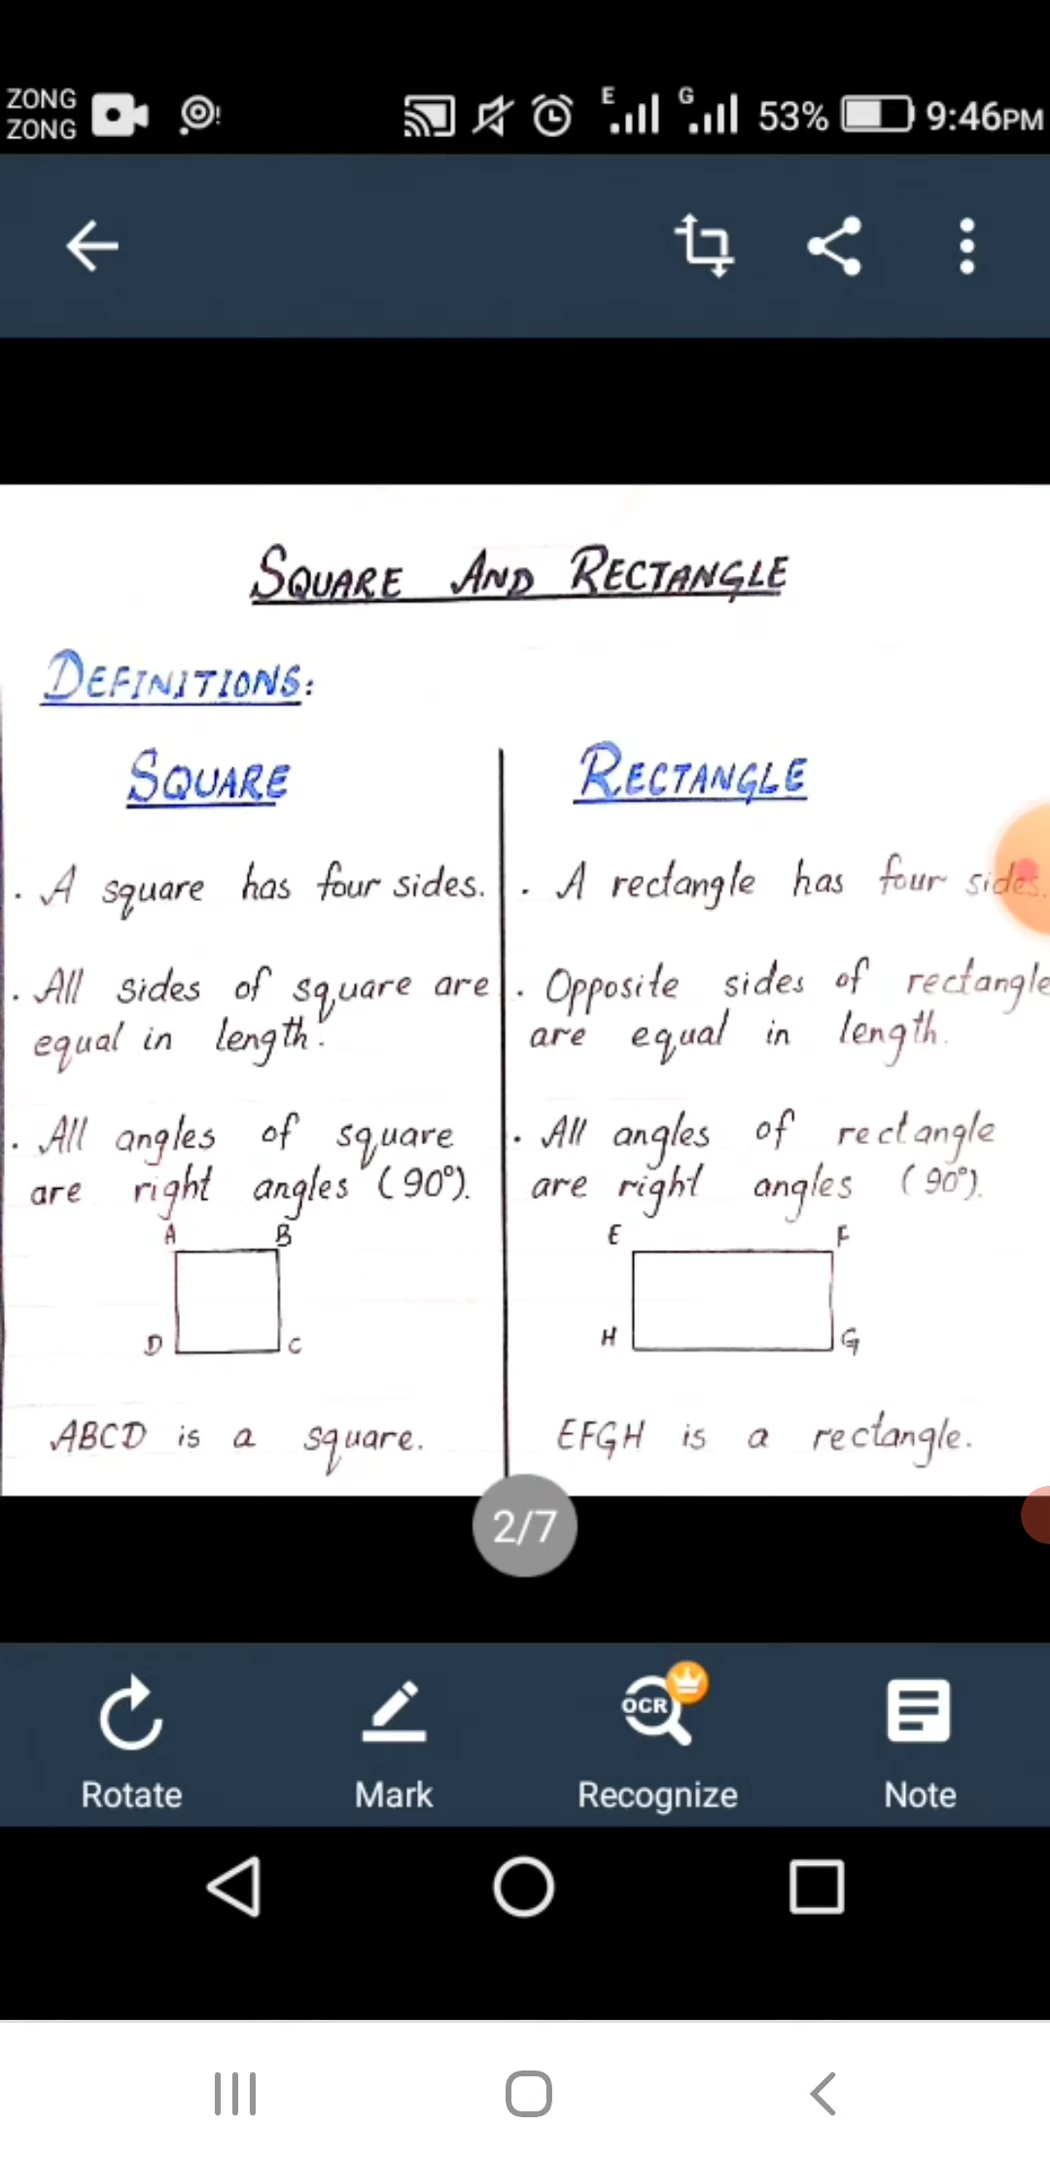 ZONG
ZONG
E G 53% 9:46PM
SQUARE AND RECTANGLE
DEFINITIONS:
SQUARE
. A square has four sides.
. All sides of square are
equal in length.
. All angles of square
are right angles (90°).
A B
D C
ABCD is a square.
RECTANGLE
. A rectangle has four sides.
. Opposite sides of rectangle
are equal in length.
. All angles of rectangle
are right angles (90°).
E F
H G
EFGH is a rectangle.
2/7
OCR
Rotate Mark Recognize Note